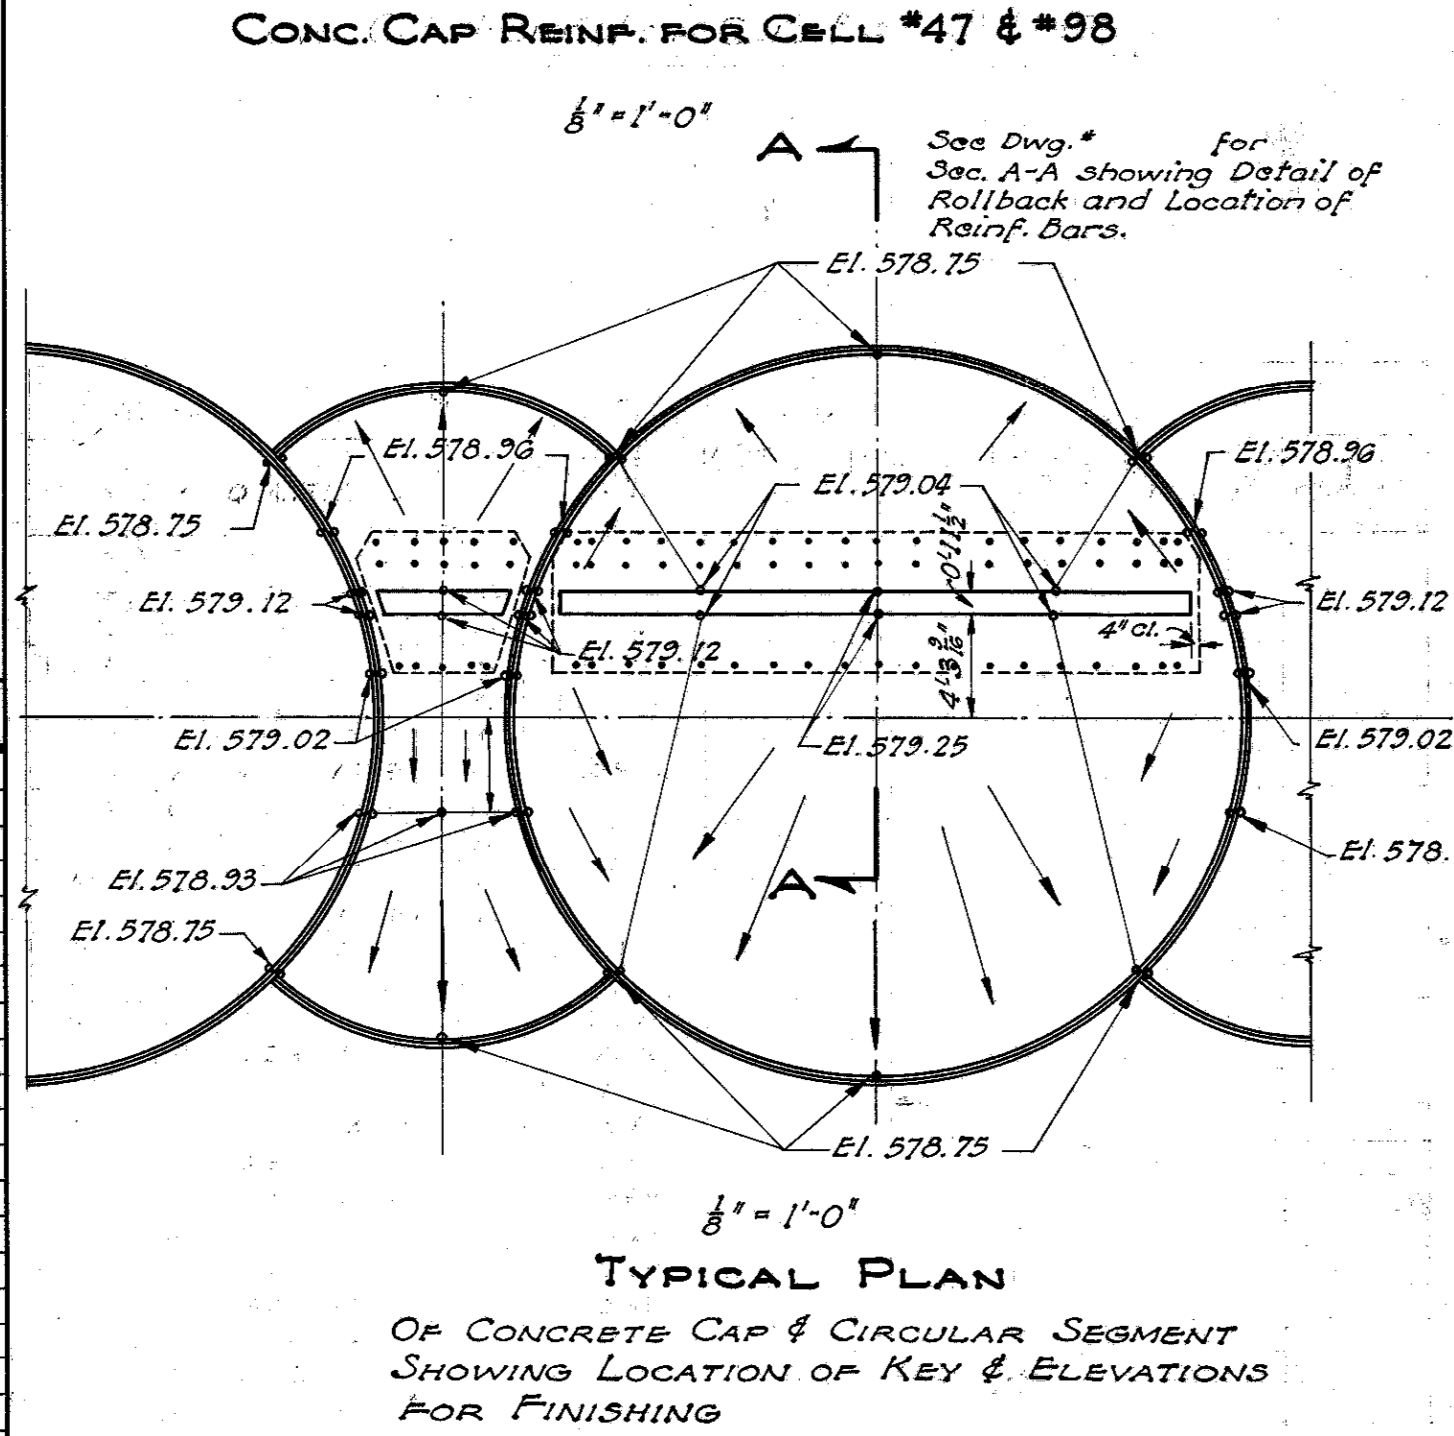 CONC. CAP REINF. FOR CELL #47 & #98
1/8" = 1'-0"
A
See Dwg.# for
Sec. A-A showing Detail of
Rollback and Location of
Reinf. Bars.
El. 578.75
El. 578.96
El. 578.96
El. 579.04
El. 578.75
0'-11 1/2"
El. 579.12
El. 579.12
El. 579.12
4" Cl.
4'-3 9/16"
El. 579.02
El. 579.25
El. 579.02
El. 578.93
A
El. 578.
El. 578.75
El. 578.75
1/8" = 1'-0"
TYPICAL PLAN
OF CONCRETE CAP & CIRCULAR SEGMENT
SHOWING LOCATION OF KEY & ELEVATIONS
FOR FINISHING